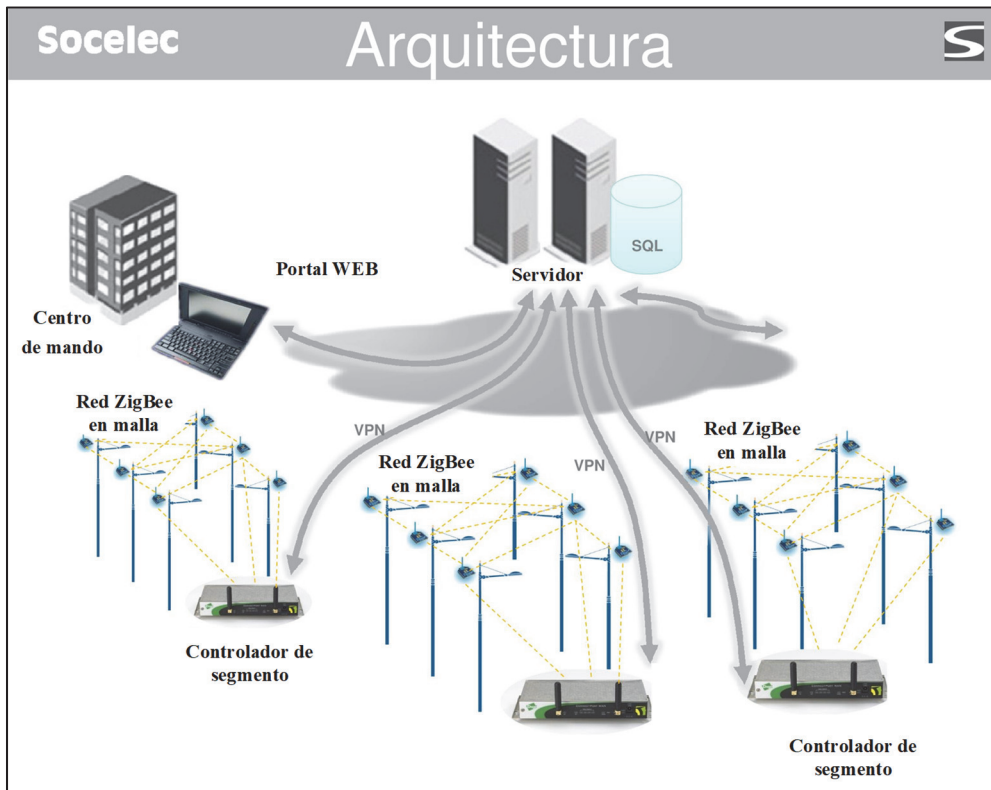 Socelec
Arquitectura
SQL
Servidor
Portal WEB
Centro
de mando
Red ZigBee
en malla
VPN
Red ZigBee
en malla
VPN
VPN
Red ZigBee
en malla
Controlador de
segmento
Controlador de
segmento